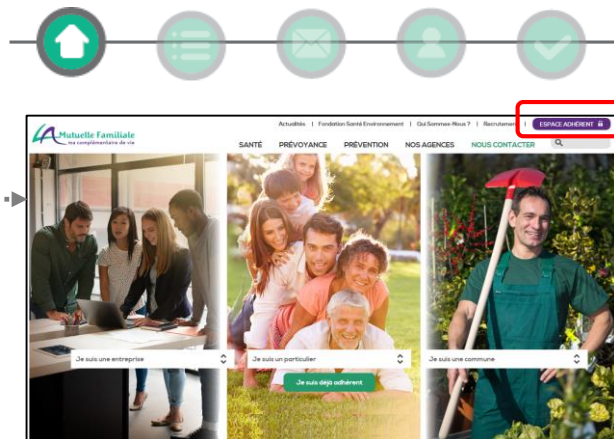 Actualités | Fondation Santé Environnement | Qui Sommes-Nous ? | Recrutement | ESPACE ADHÉRENT
La Mutuelle Familiale
ma complémentaire de vie
SANTÉ PRÉVOYANCE PRÉVENTION NOS AGENCES NOUS CONTACTER
Je suis une entreprise Je suis un particulier Je suis une commune
Je suis déjà adhérent